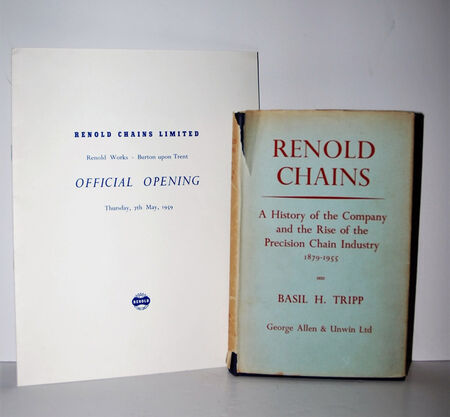 RENOLD CHAINS LIMITED
Renold Works - Burton upon Trent
OFFICIAL OPENING
Thursday, 7th May, 1959
RENOLD
RENOLD
CHAINS
A History of the Company
and the Rise of the
Precision Chain Industry
1879-1955
BASIL H. TRIPP
George Allen & Unwin Ltd